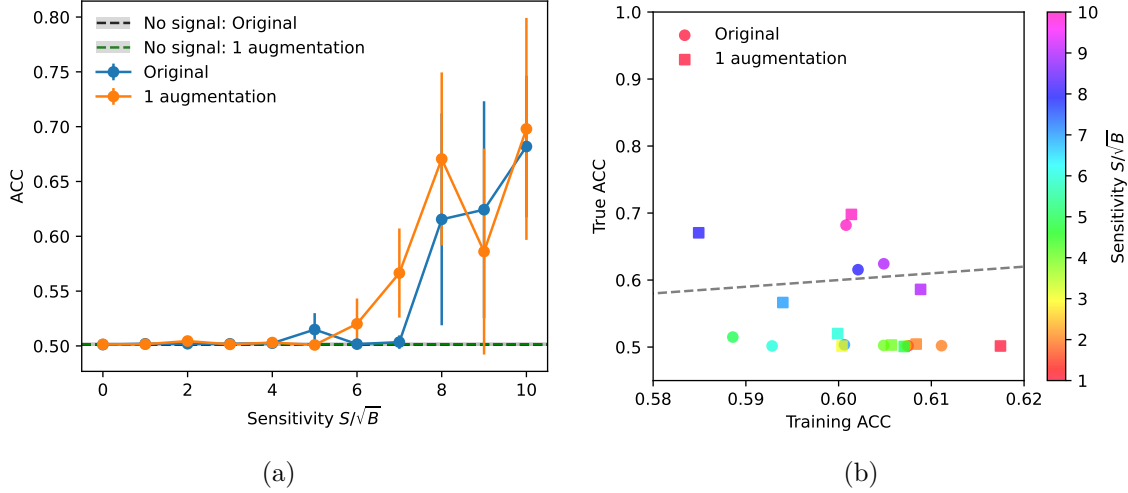 0.80
0.75
0.70
0.65
0.60
0.55
0.50
ACC
No signal: Original
No signal: 1 augmentation
Original
1 augmentation
0 2 4 6 8 10
Sensitivity S/√B
(a)
1.0
0.9
0.8
0.7
0.6
0.5
True ACC
Original
1 augmentation
0.58 0.59 0.60 0.61 0.62
Training ACC
10
9
8
7
6
5
4
3
2
1
Sensitivity S/√B
(b)